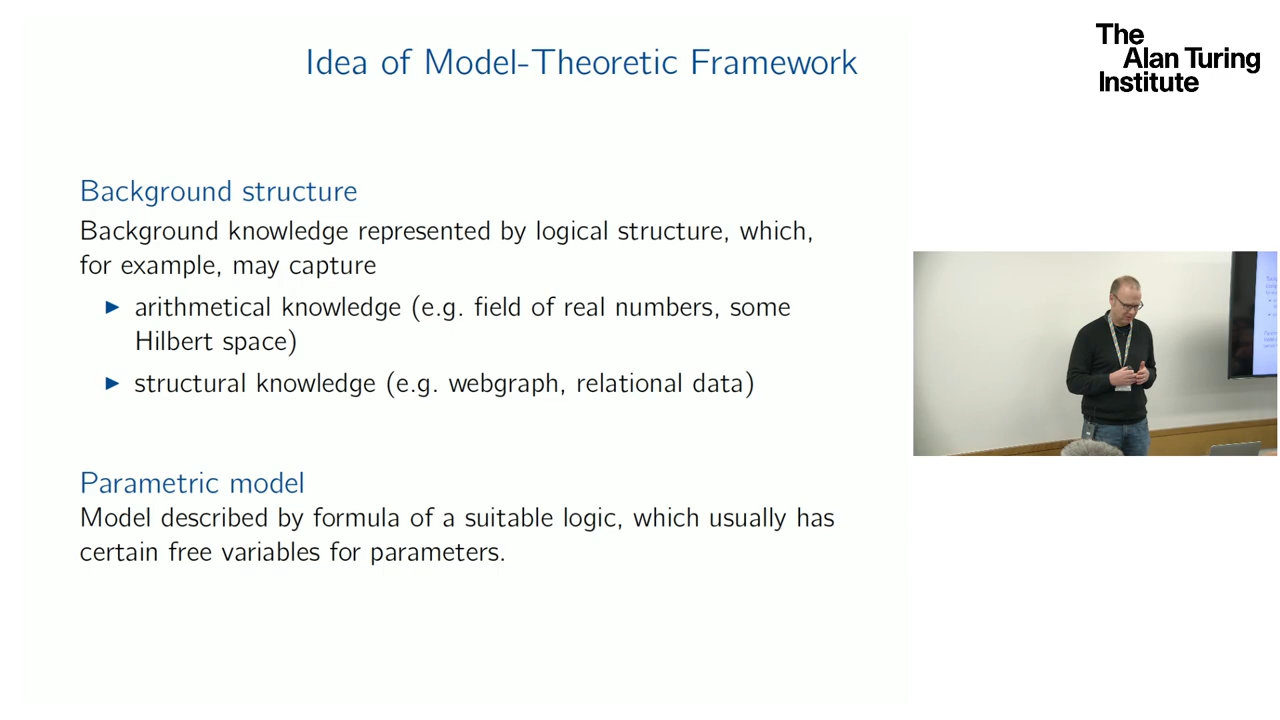 Idea of Model-Theoretic Framework
The
Alan Turing
Institute
Background structure
Background knowledge represented by logical structure, which,
for example, may capture
► arithmetical knowledge (e.g. field of real numbers, some
Hilbert space)
► structural knowledge (e.g. webgraph, relational data)
Parametric model
Model described by formula of a suitable logic, which usually has
certain free variables for parameters.